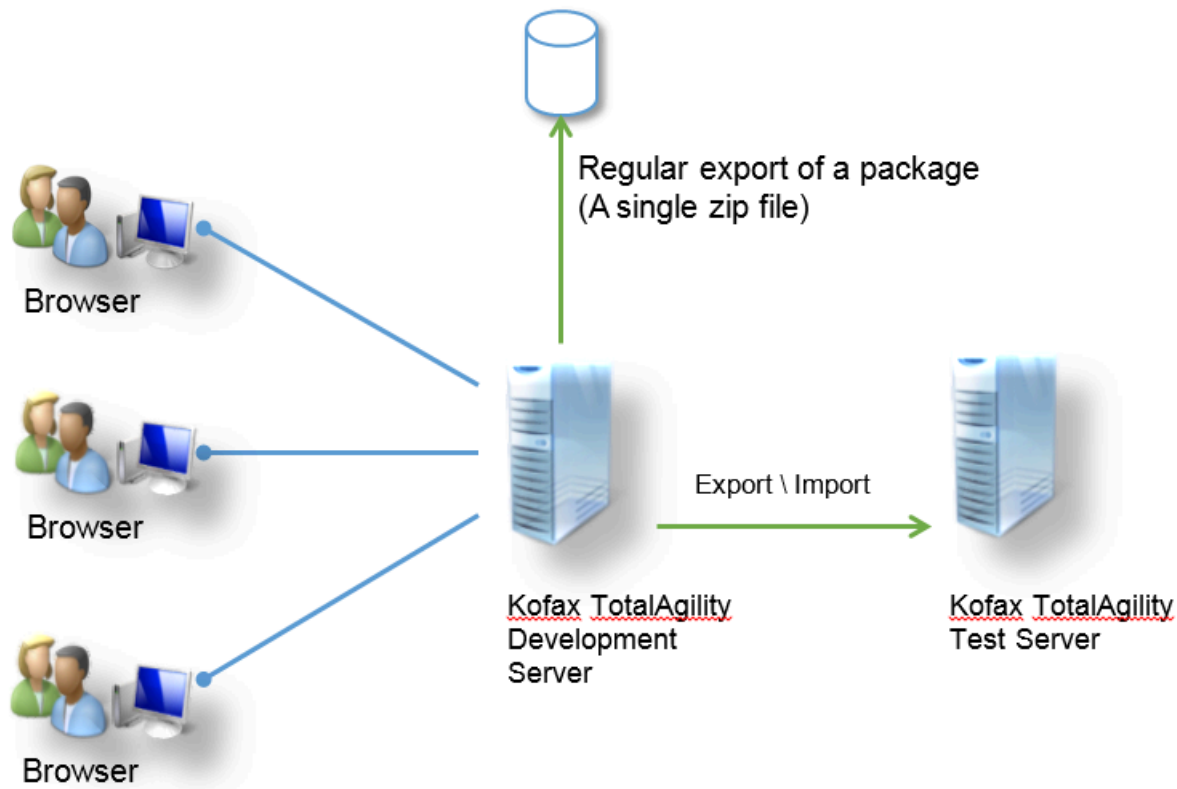 Regular export of a package
(A single zip file)
Browser
Browser
Export \ Import
Kofax TotalAgility
Development
Server
Kofax TotalAgility
Test Server
Browser